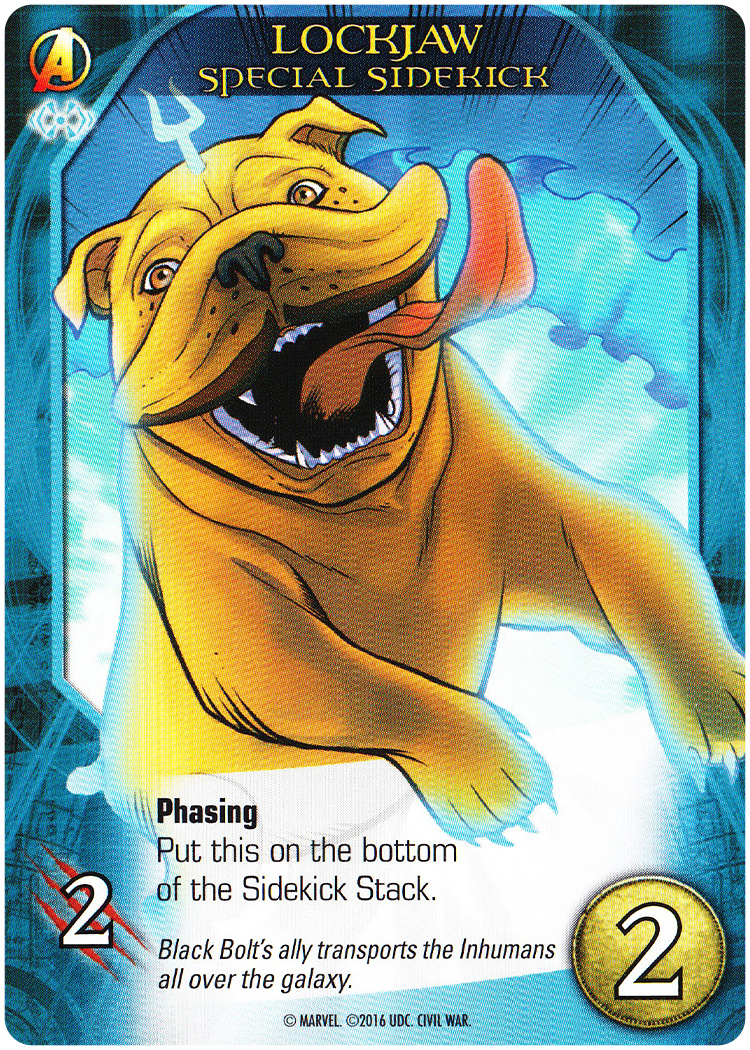 LOCKJAW
SPECIAL SIDEKICK
Phasing
Put this on the bottom
of the Sidekick Stack.
2
2
Black Bolt's ally transports the Inhumans
all over the galaxy.
© MARVEL. ©2016 UDC. CIVIL WAR.